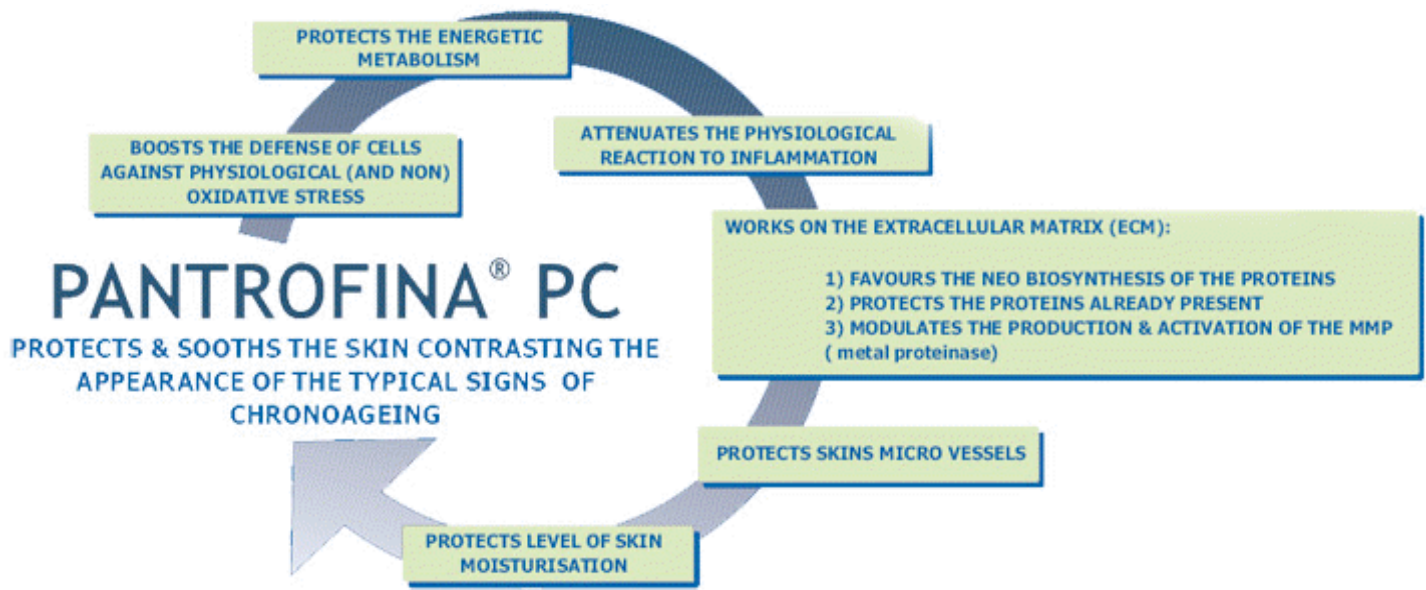 PROTECTS THE ENERGETIC
METABOLISM
ATTENUATES THE PHYSIOLOGICAL
REACTION TO INFLAMMATION
BOOSTS THE DEFENSE OF CELLS
AGAINST PHYSIOLOGICAL (AND NON)
OXIDATIVE STRESS
WORKS ON THE EXTRACELLULAR MATRIX (ECM):
1) FAVOURS THE NEO BIOSYNTHESIS OF THE PROTEINS
2) PROTECTS THE PROTEINS ALREADY PRESENT
3) MODULATES THE PRODUCTION & ACTIVATION OF THE MMP
( metal proteinase)
PANTROFINA® PC
PROTECTS & SOOTHS THE SKIN CONTRASTING THE
APPEARANCE OF THE TYPICAL SIGNS OF
CHRONOAGEING
PROTECTS SKINS MICRO VESSELS
PROTECTS LEVEL OF SKIN
MOISTURISATION